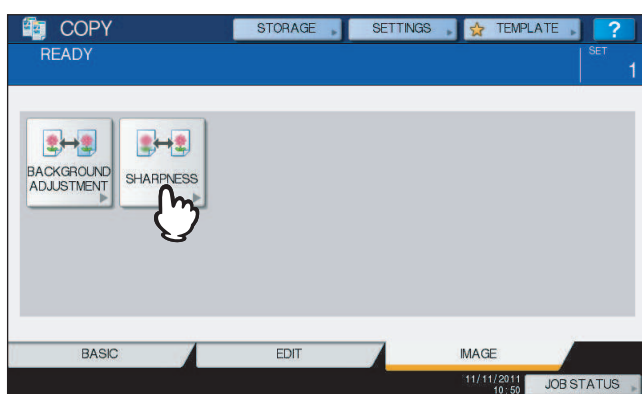 COPY
STORAGE
SETTINGS
TEMPLATE
?
READY
SET
1
BACKGROUND
ADJUSTMENT
SHARPNESS
BASIC
EDIT
IMAGE
11/11/2011
10:50
JOB STATUS